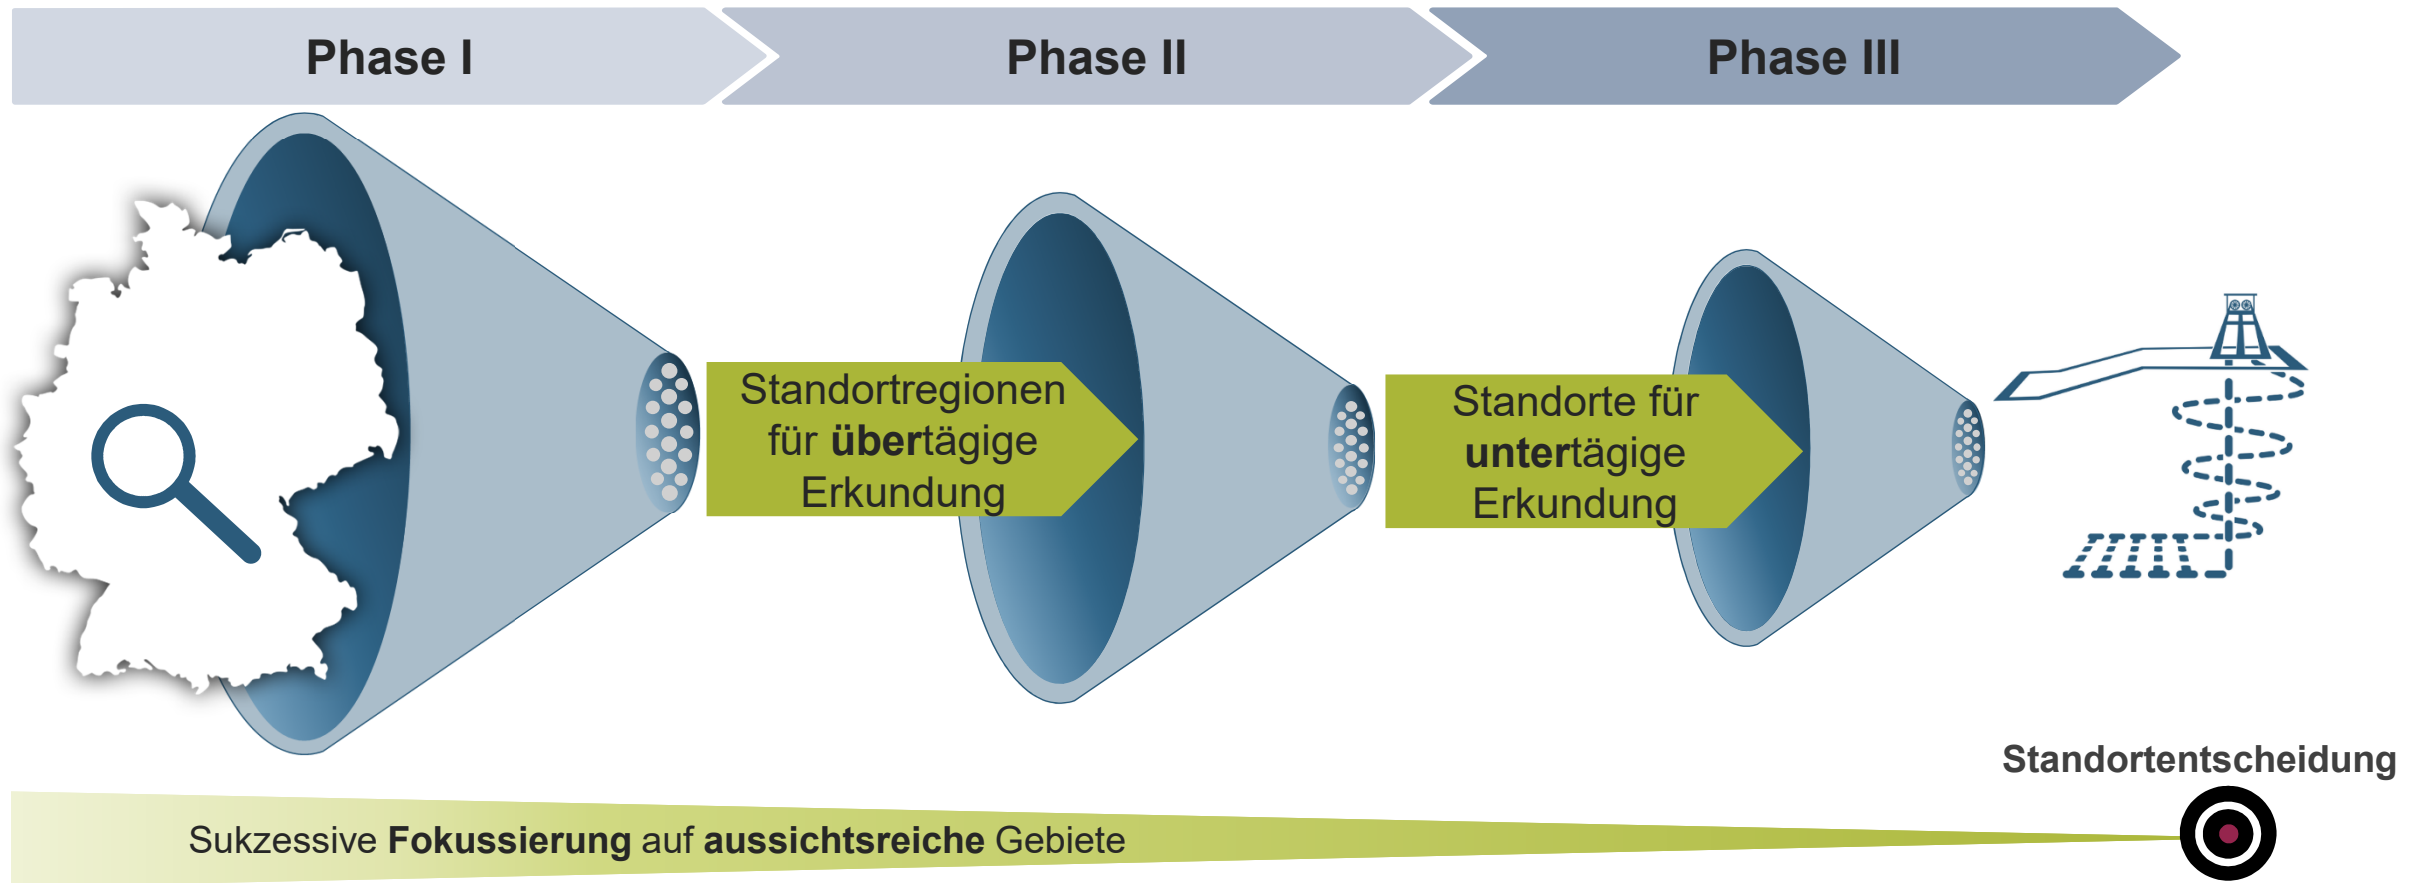 Phase I
Phase II
Phase III
Standortregionen
für übertägige
Erkundung
Standorte für
untertägige
Erkundung
Standortentscheidung
Sukzessive Fokussierung auf aussichtsreiche Gebiete